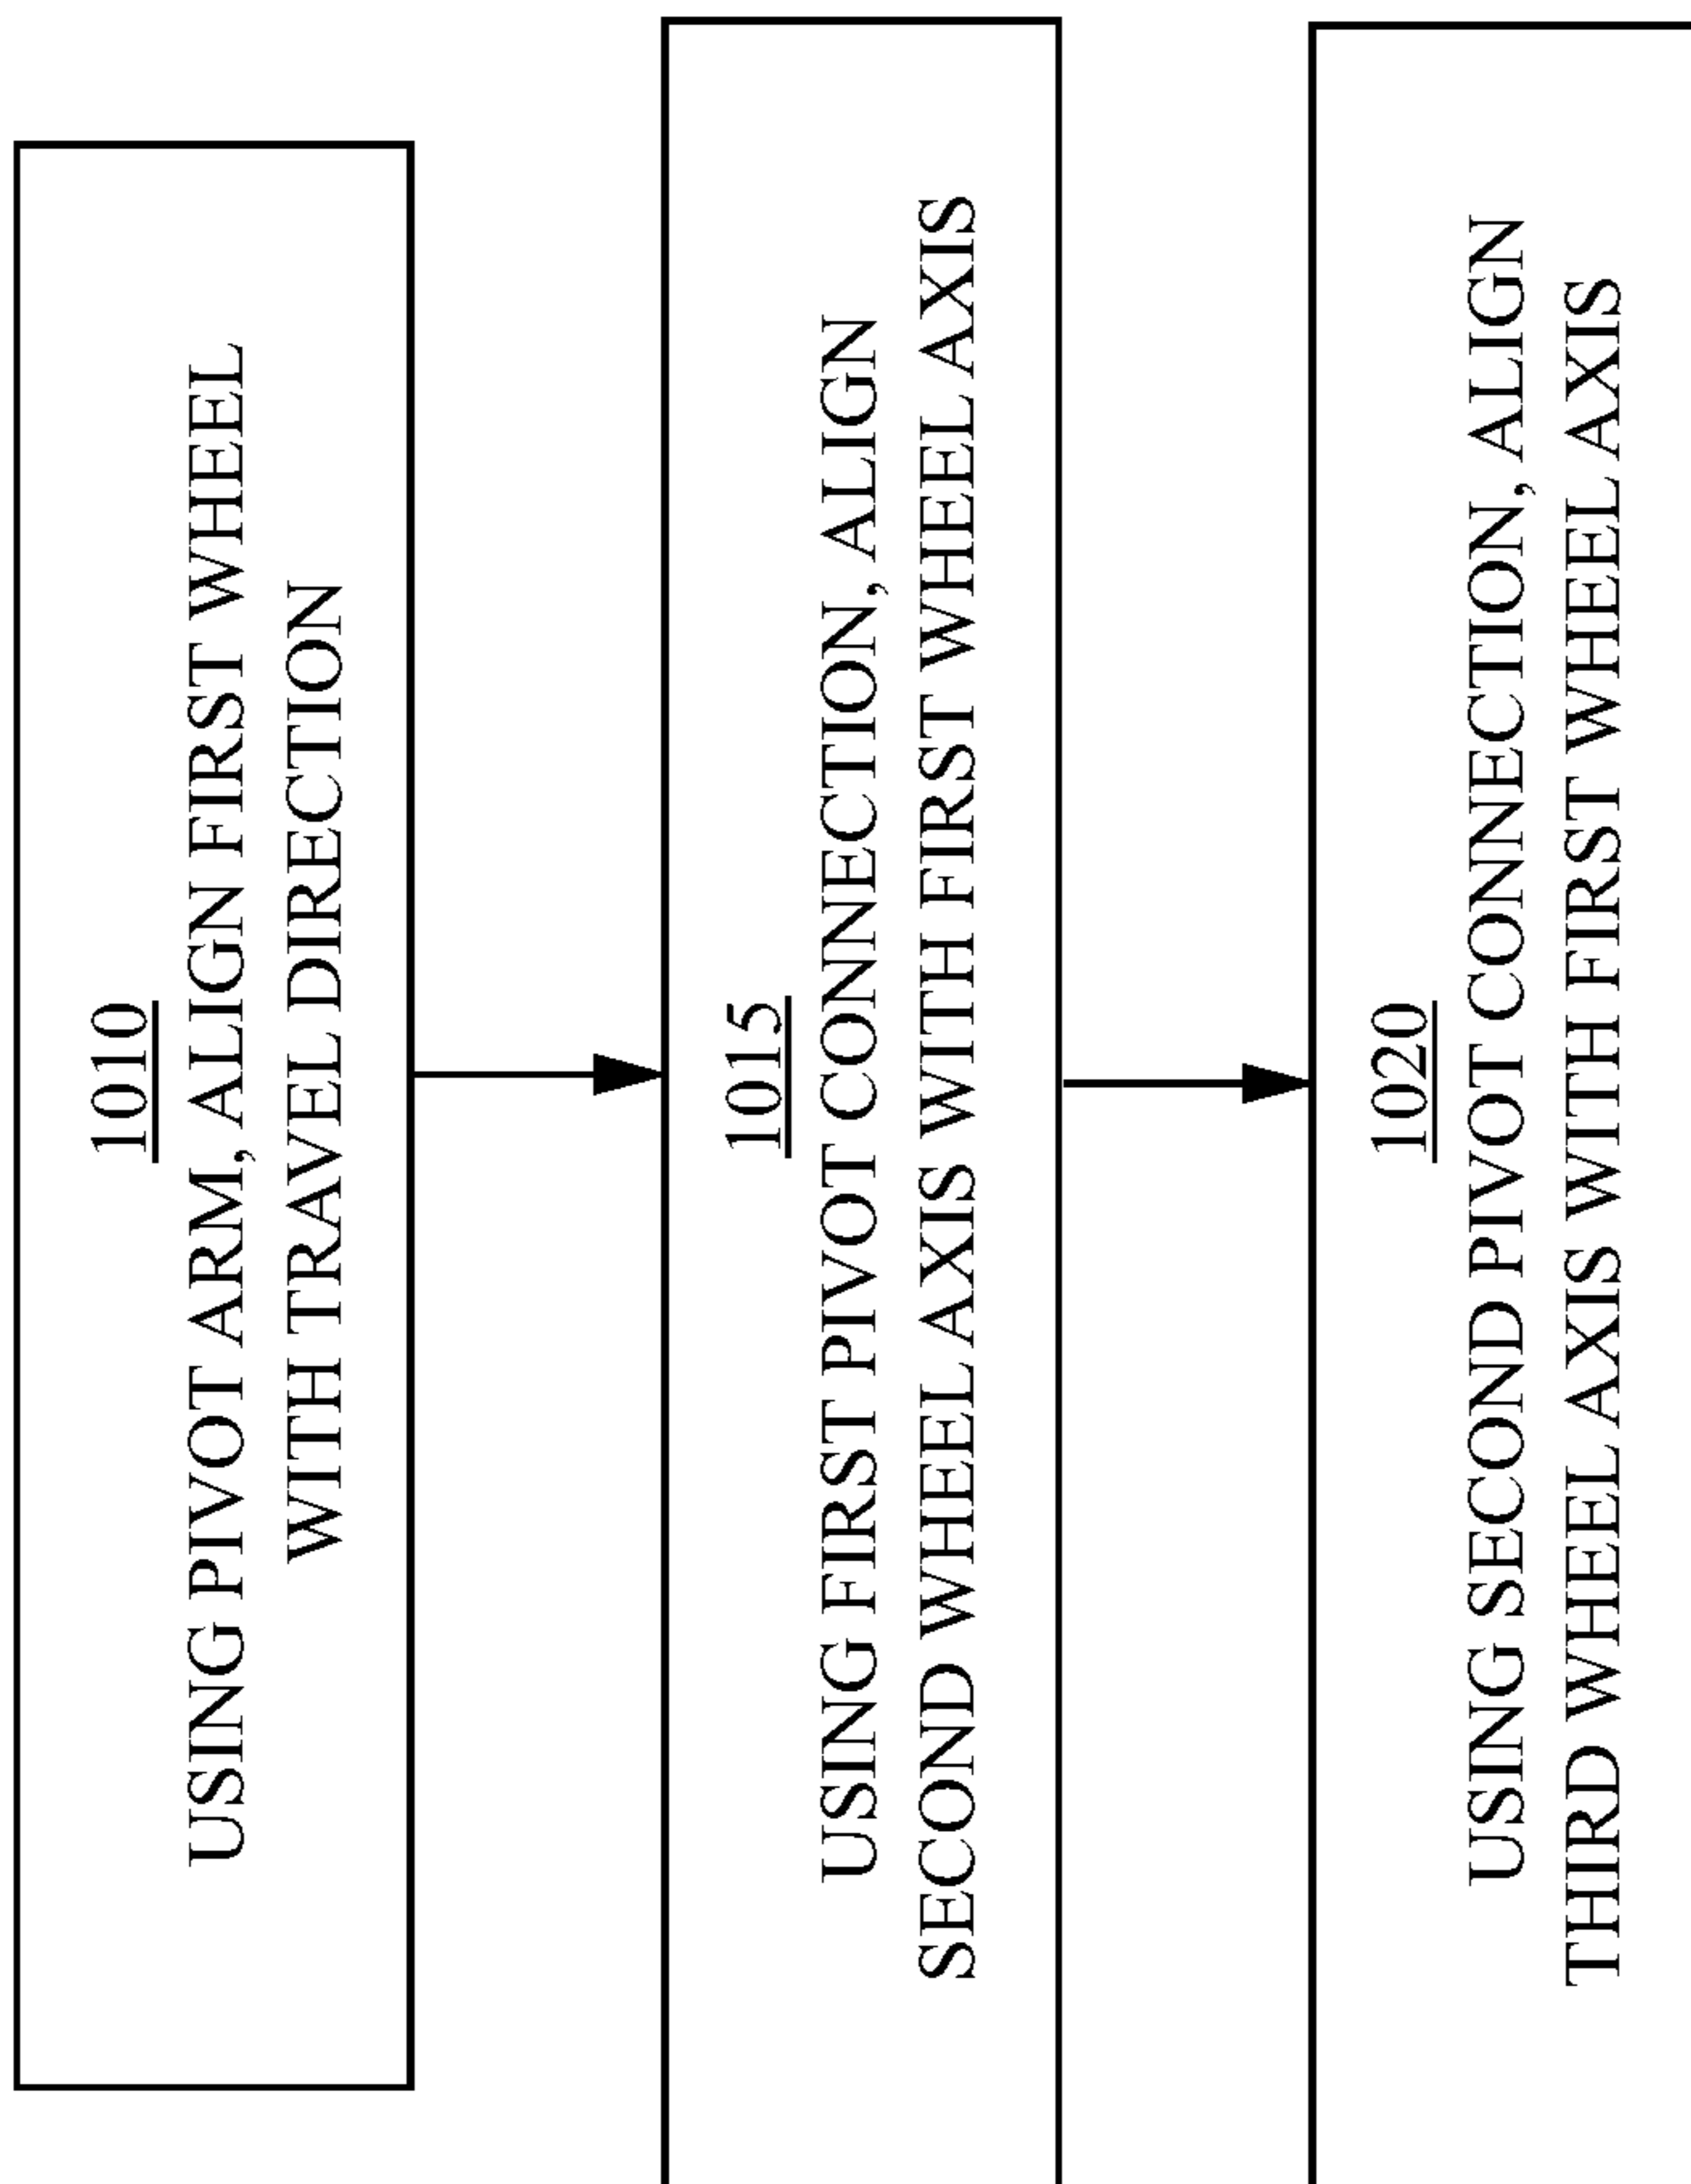 1010
USING PIVOT ARM, ALIGN FIRST WHEEL
WITH TRAVEL DIRECTION
1015
USING FIRST PIVOT CONNECTION, ALIGN
SECOND WHEEL AXIS WITH FIRST WHEEL AXIS
1020
USING SECOND PIVOT CONNECTION, ALIGN
THIRD WHEEL AXIS WITH FIRST WHEEL AXIS